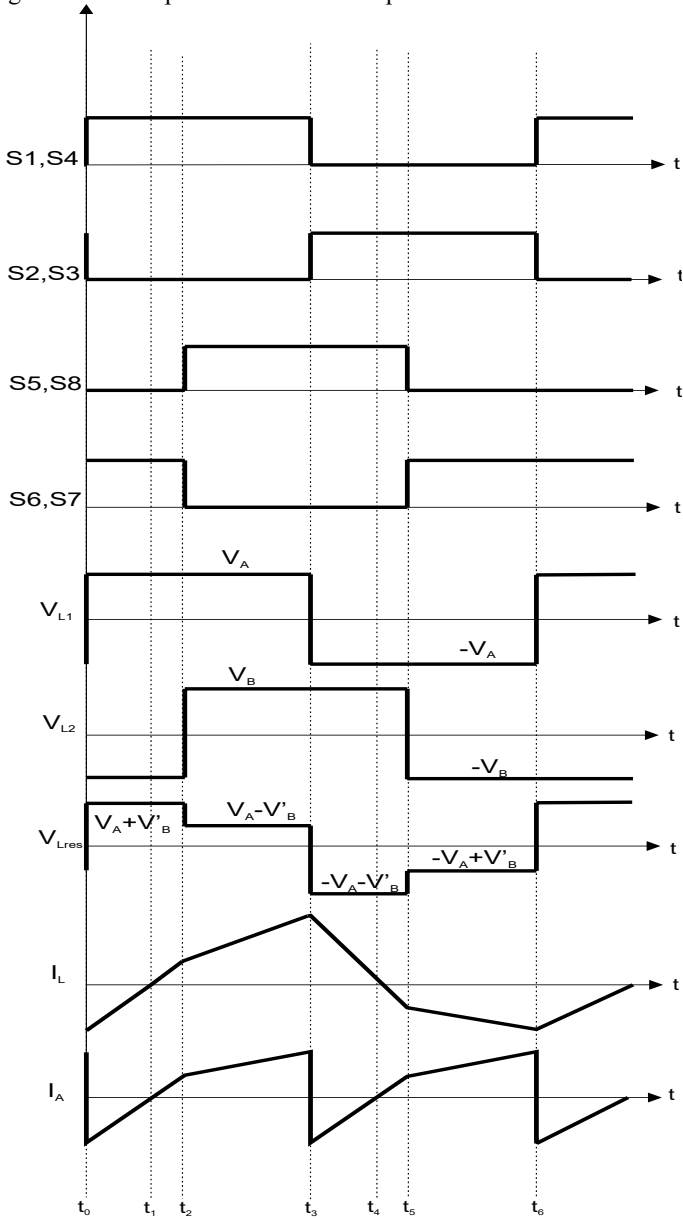 S1,S4
t
S2,S3
t
S5,S8
t
S6,S7
t
V_A
V_L1
t
-V_A
V_B
V_L2
t
-V_B
V_A+V'_B
V_A-V'_B
V_Lres
t
-V_A-V'_B
-V_A+V'_B
I_L
t
I_A
t
t_0
t_1
t_2
t_3
t_4
t_5
t_6